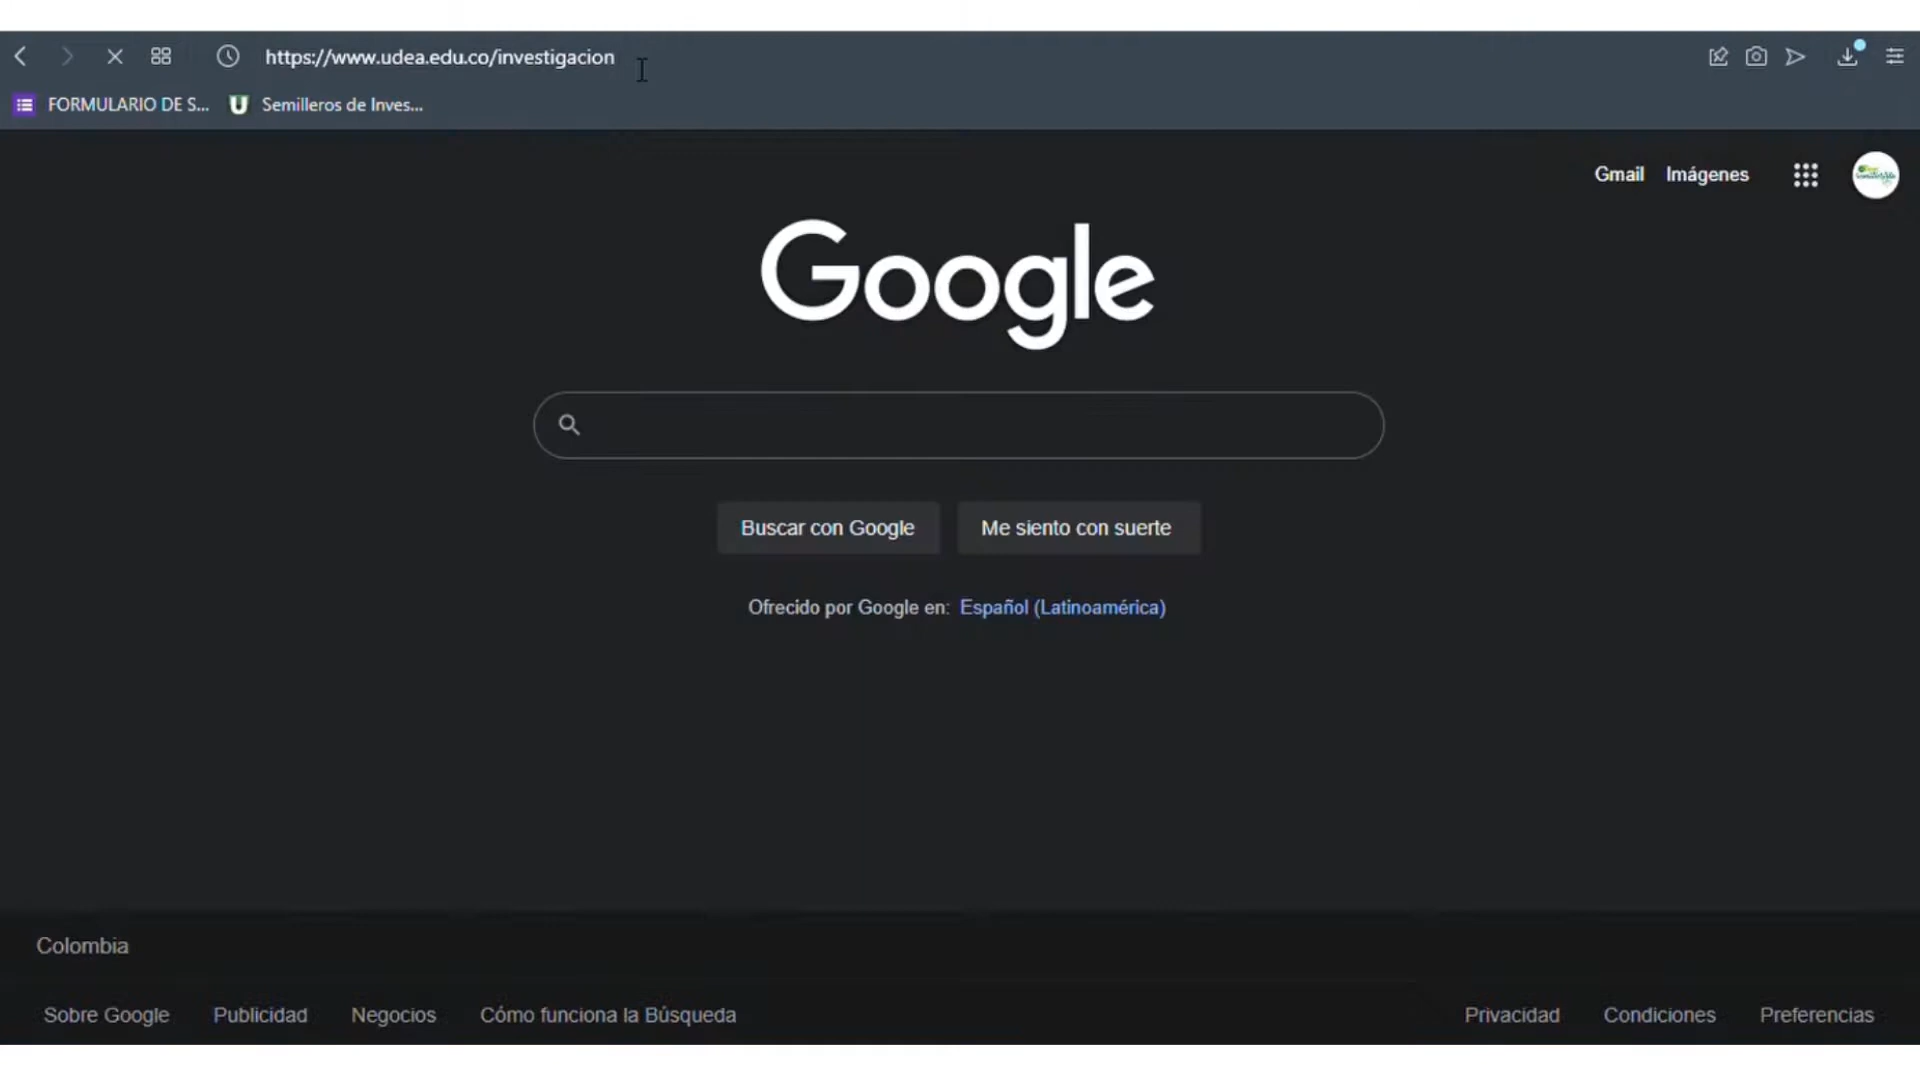 https://www.udea.edu.co/investigacion
FORMULARIO DE S... Semilleros de Inves...
Gmail Imágenes
Google
Buscar con Google Me siento con suerte
Ofrecido por Google en: Español (Latinoamérica)
Colombia
Sobre Google Publicidad Negocios Cómo funciona la Búsqueda Privacidad Condiciones Preferencias